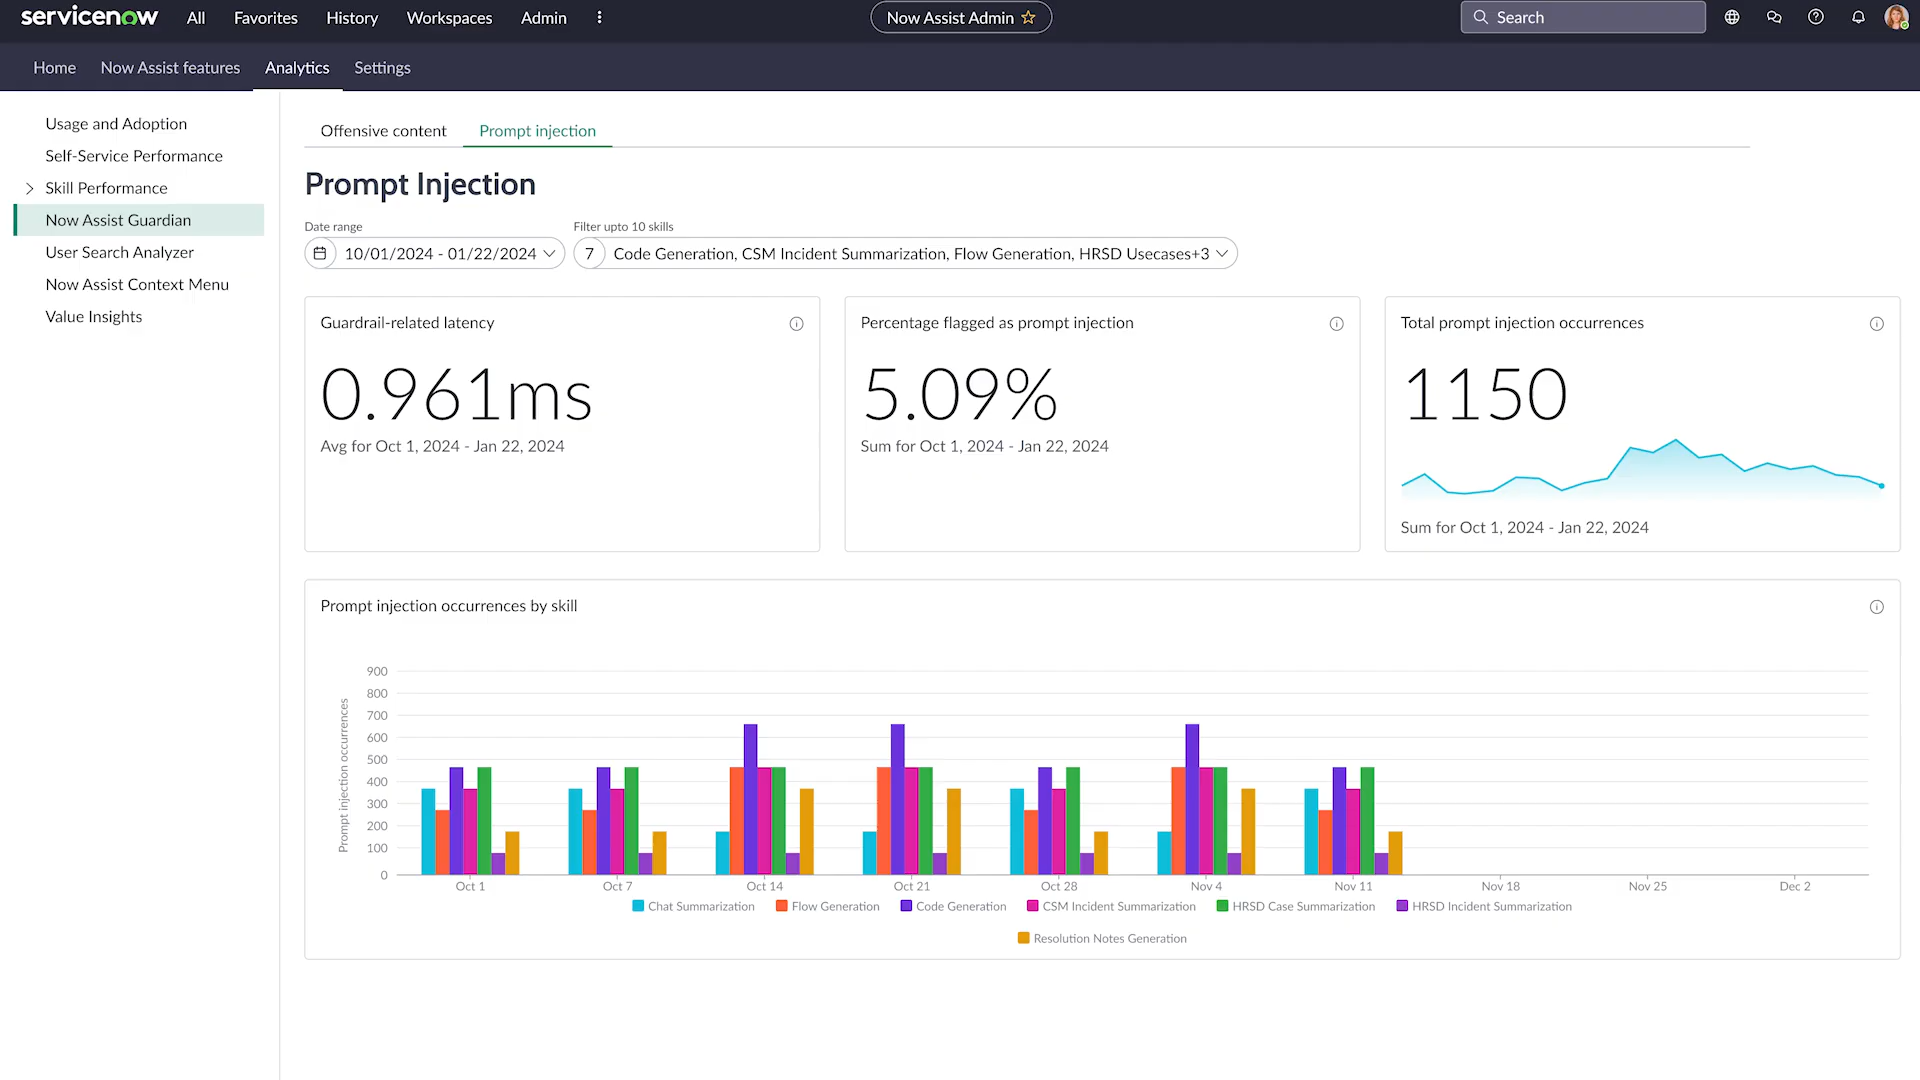 servicenow All Favorites History Workspaces Admin Now Assist Admin Search
Home Now Assist features Analytics Settings
Usage and Adoption
Self-Service Performance
Skill Performance
Now Assist Guardian
User Search Analyzer
Now Assist Context Menu
Value Insights
Offensive content Prompt injection
Prompt Injection
Date range Filter upto 10 skills
10/01/2024 - 01/22/2024 7 Code Generation, CSM Incident Summarization, Flow Generation, HRSD Usecases+3
Guardrail-related latency
0.961ms
Avg for Oct 1, 2024 - Jan 22, 2024
Percentage flagged as prompt injection
5.09%
Sum for Oct 1, 2024 - Jan 22, 2024
Total prompt injection occurrences
1150
Sum for Oct 1, 2024 - Jan 22, 2024
Prompt injection occurrences by skill
Prompt injection occurrences
900
800
700
600
500
400
300
200
100
0
Oct 1 Oct 7 Oct 14 Oct 21 Oct 28 Nov 4 Nov 11 Nov 18 Nov 25 Dec 2
Chat Summarization Flow Generation Code Generation CSM Incident Summarization HRSD Case Summarization HRSD Incident Summarization
Resolution Notes Generation